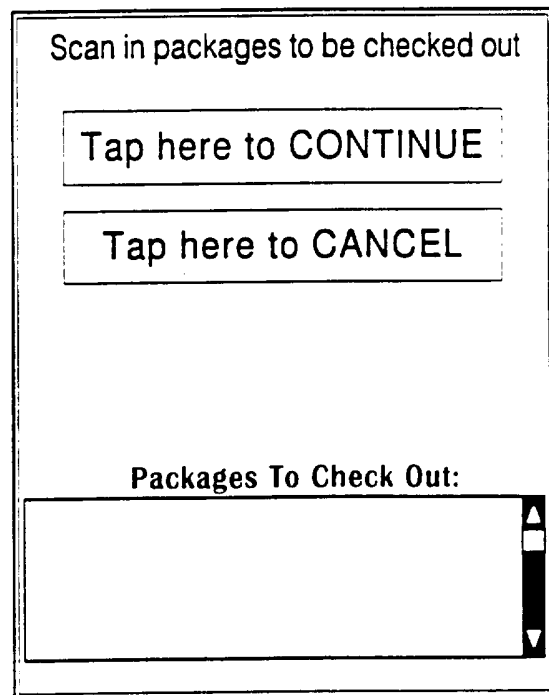 Scan in packages to be checked out
Tap here to CONTINUE
Tap here to CANCEL
Packages To Check Out: